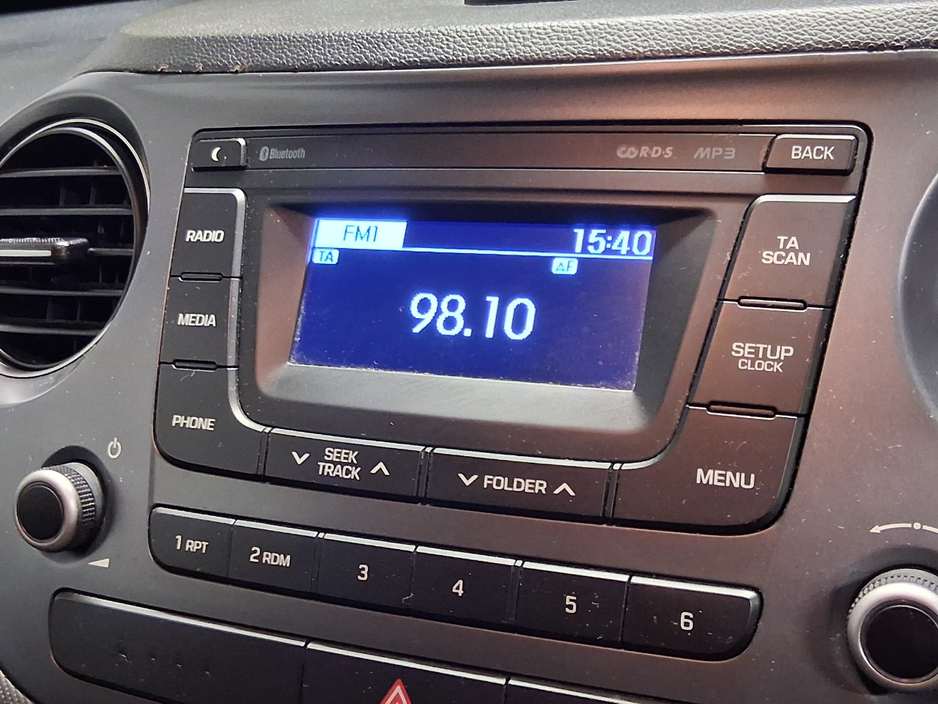 Bluetooth
R·D·S
MP3
BACK
RADIO
FM1
15:40
TA
SCAN
TA
AF
MEDIA
98.10
SETUP
CLOCK
PHONE
SEEK
TRACK
FOLDER
MENU
1 RPT
2 RDM
3
4
5
6